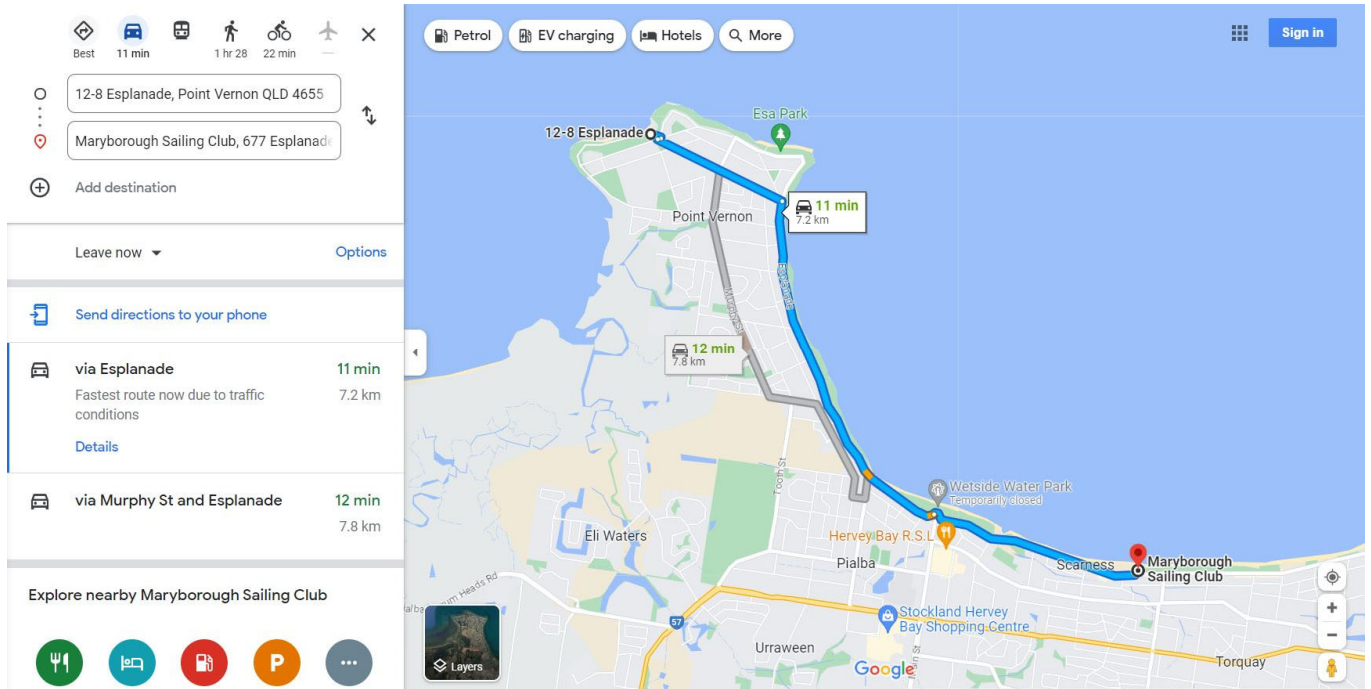 Best
11 min
1 hr 28
22 min
12-8 Esplanade, Point Vernon QLD 4655
Maryborough Sailing Club, 677 Esplanade
Add destination
Leave now
Options
Send directions to your phone
via Esplanade
11 min
Fastest route now due to traffic
7.2 km
conditions
Details
via Murphy St and Esplanade
12 min
7.8 km
Explore nearby Maryborough Sailing Club
P
Petrol
EV charging
Hotels
More
Sign in
Esa Park
12-8 Esplanade
11 min
7.2 km
Point Vernon
Esplanade
Murphy St
12 min
7.8 km
Tooth St
Wetside Water Park
Temporarily closed
Eli Waters
Hervey Bay R.S.L
Pialba
Scarness
Maryborough
Sailing Club
Stockland Hervey
Bay Shopping Centre
57
Urraween
Torquay
Layers
Google